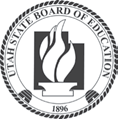 UTAH STATE BOARD OF EDUCATION
1896